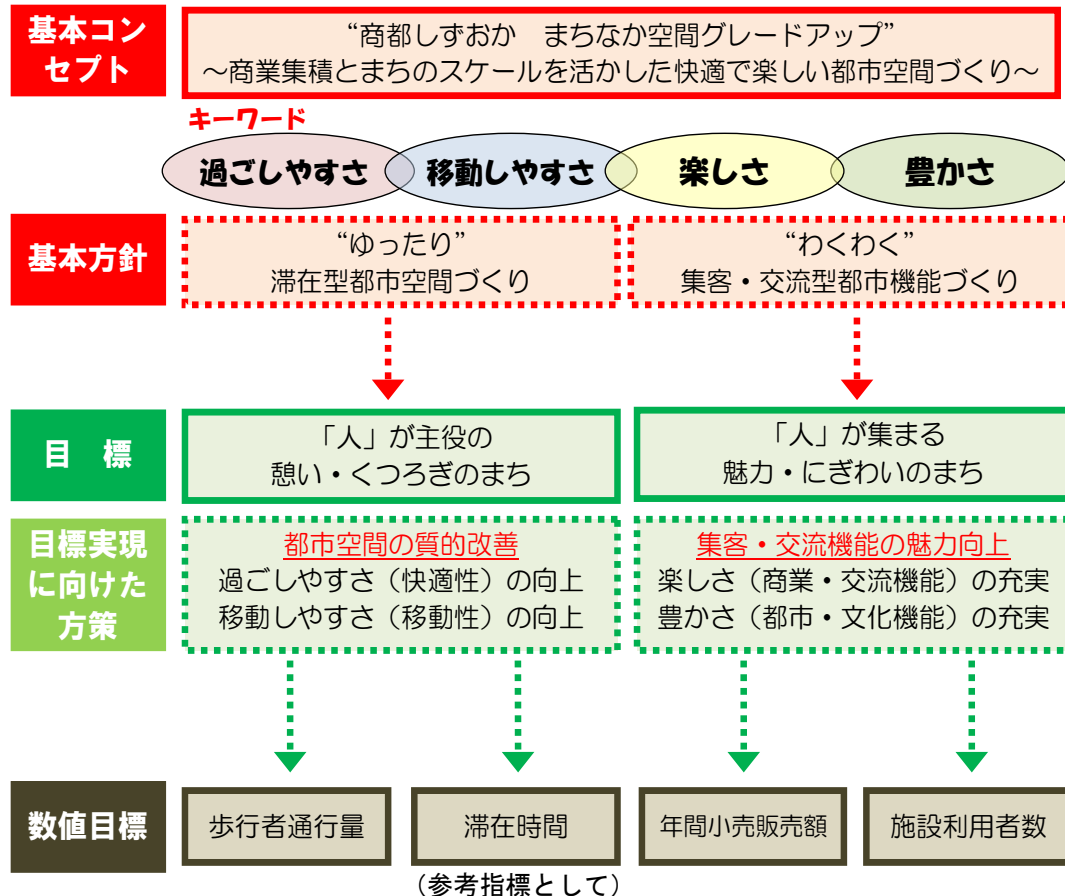 基本コン
セプト
“商都しずおか　まちなか空間グレードアップ”
～商業集積とまちのスケールを活かした快適で楽しい都市空間づくり～
キーワード
過ごしやすさ
移動しやすさ
楽しさ
豊かさ
基本方針
“ゆったり”
滞在型都市空間づくり
“わくわく”
集客・交流型都市機能づくり
目　標
「人」が主役の
憩い・くつろぎのまち
「人」が集まる
魅力・にぎわいのまち
目標実現
に向けた
方策
都市空間の質的改善
過ごしやすさ（快適性）の向上
移動しやすさ（移動性）の向上
集客・交流機能の魅力向上
楽しさ（商業・交流機能）の充実
豊かさ（都市・文化機能）の充実
数値目標
歩行者通行量
滞在時間
年間小売販売額
施設利用者数
（参考指標として）